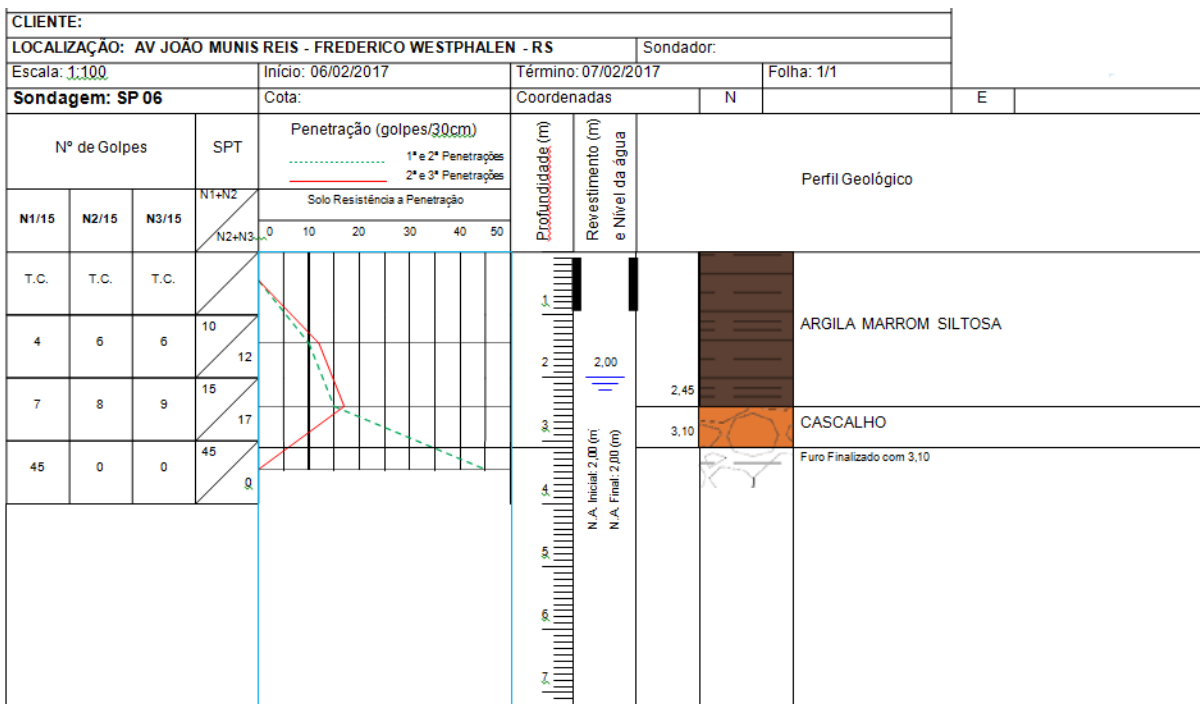 CLIENTE:
LOCALIZAÇÃO: AV JOÃO MUNIS REIS - FREDERICO WESTPHALEN - RS
Sondador:
Escala: 1:100
Início: 06/02/2017
Término: 07/02/2017
Folha: 1/1
Sondagem: SP 06
Cota:
Coordenadas
N
E
Nº de Golpes
SPT
Penetração (golpes/30cm)
1ª e 2ª Penetrações
2ª e 3ª Penetrações
Solo Resistência a Penetração
Profundidade (m)
Revestimento (m)
e Nível da água
Perfil Geológico
N1/15
N2/15
N3/15
N1+N2
N2+N3
0 10 20 30 40 50
T.C. T.C. T.C.
4 6 6 10 12
7 8 9 15 17
45 0 0 45 0
1
2
3
4
5
6
7
2,00
N.A. Inicial: 2,00 (m)
N.A. Final: 2,00 (m)
2,45
ARGILA MARROM SILTOSA
3,10
CASCALHO
Furo Finalizado com 3,10